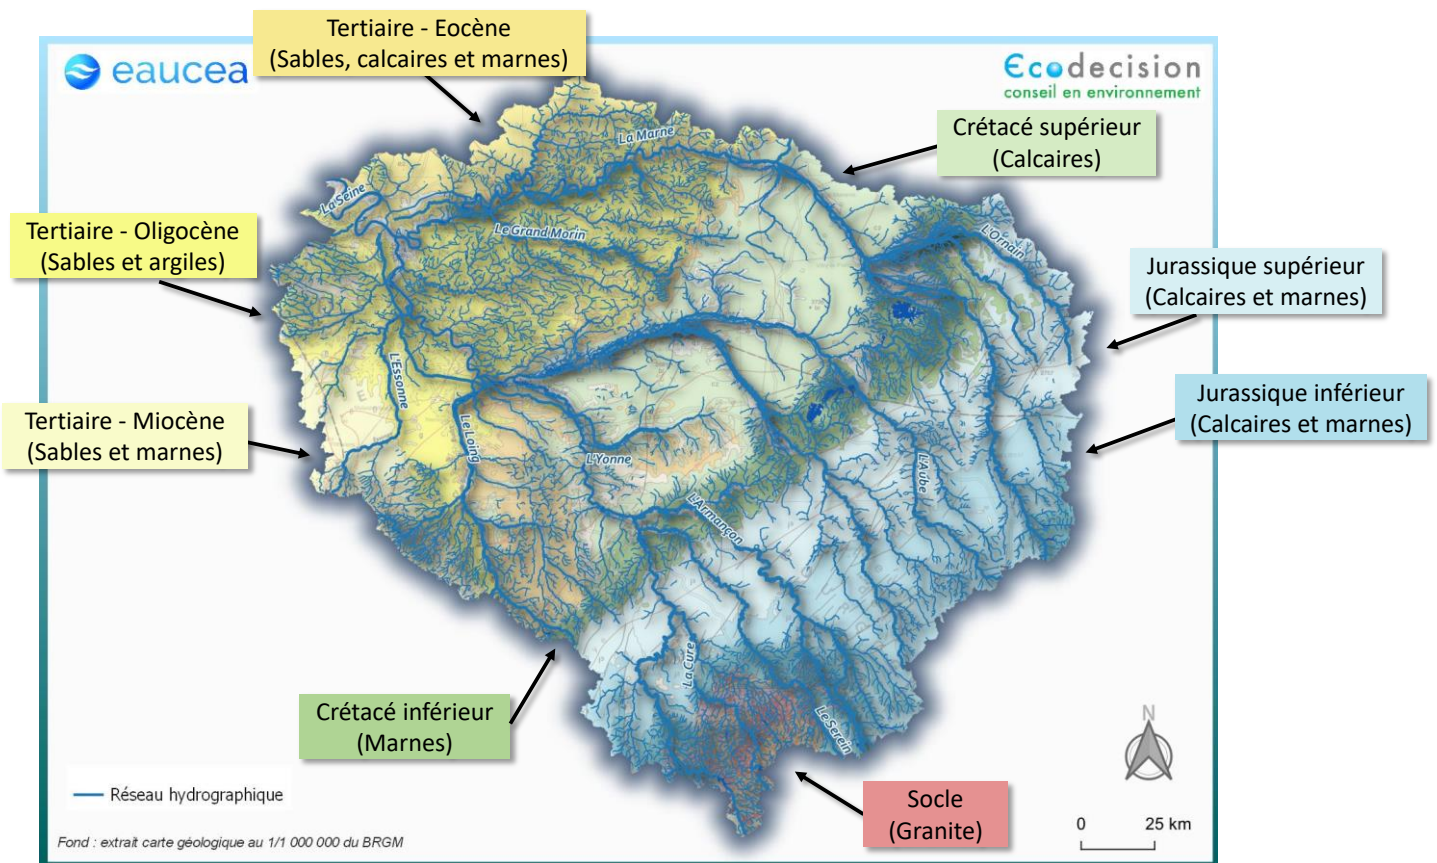 Tertiaire - Eocène
(Sables, calcaires et marnes)
eaucea
Ecodecision
conseil en environnement
Crétacé supérieur
(Calcaires)
La Marne
La Seine
Tertiaire - Oligocène
(Sables et argiles)
Le Grand Morin
L'Ornain
Jurassique supérieur
(Calcaires et marnes)
L'Essonne
Jurassique inférieur
(Calcaires et marnes)
Tertiaire - Miocène
(Sables et marnes)
Le Loing
L'Yonne
L'Aube
L'Armançon
La Cure
Le Serein
Crétacé inférieur
(Marnes)
N
Réseau hydrographique
Socle
(Granite)
0 25 km
Fond : extrait carte géologique au 1/1 000 000 du BRGM